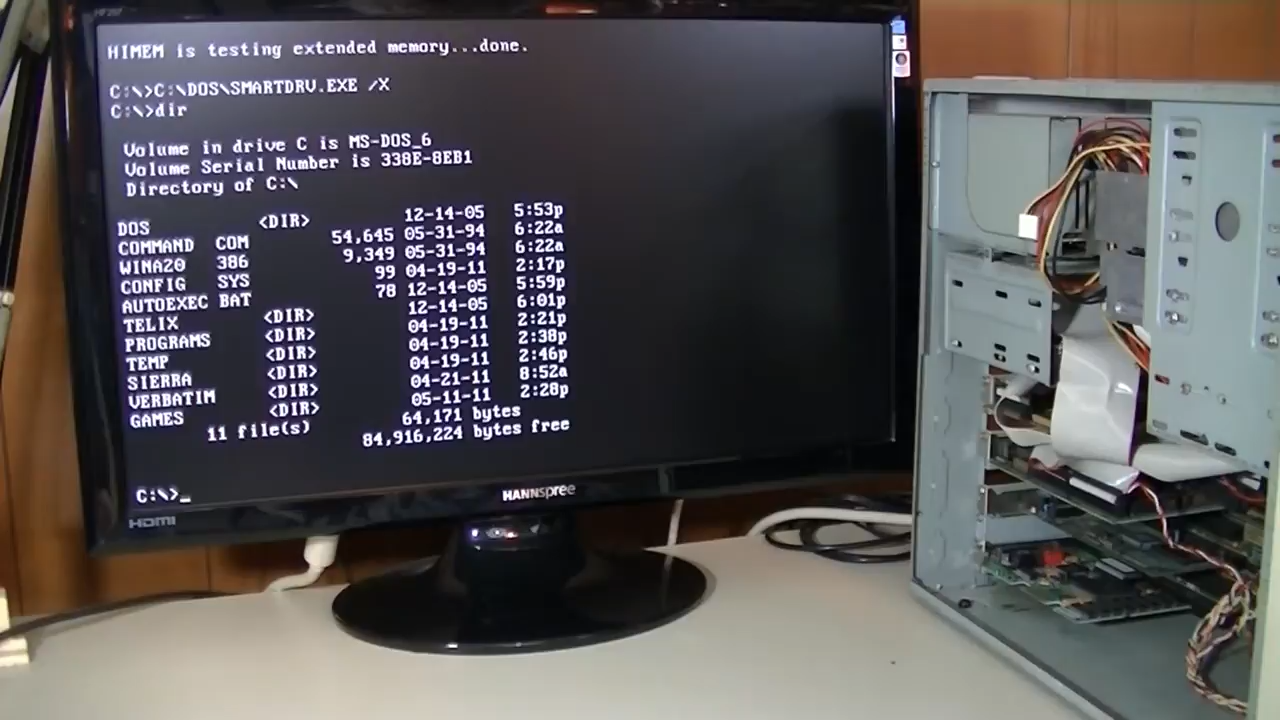 HIMEM is testing extended memory...done.
C:\>C:\DOS\SMARTDRV.EXE /X
C:\>dir
Volume in drive C is MS-DOS_6
Volume Serial Number is 338E-8EB1
Directory of C:\
DOS <DIR> 12-14-05 5:53p
COMMAND COM 54,645 05-31-94 6:22a
WINA20 386 9,349 05-31-94 6:22a
CONFIG SYS 99 04-19-11 2:17p
AUTOEXEC BAT 78 12-14-05 5:59p
TELIX <DIR> 12-14-05 6:01p
PROGRAMS <DIR> 04-19-11 2:21p
TEMP <DIR> 04-19-11 2:38p
SIERRA <DIR> 04-19-11 2:46p
VERBATIM <DIR> 04-21-11 8:52a
GAMES <DIR> 05-11-11 2:28p
11 file(s) 64,171 bytes
84,916,224 bytes free
C:\>_
HANNspree
HDMI